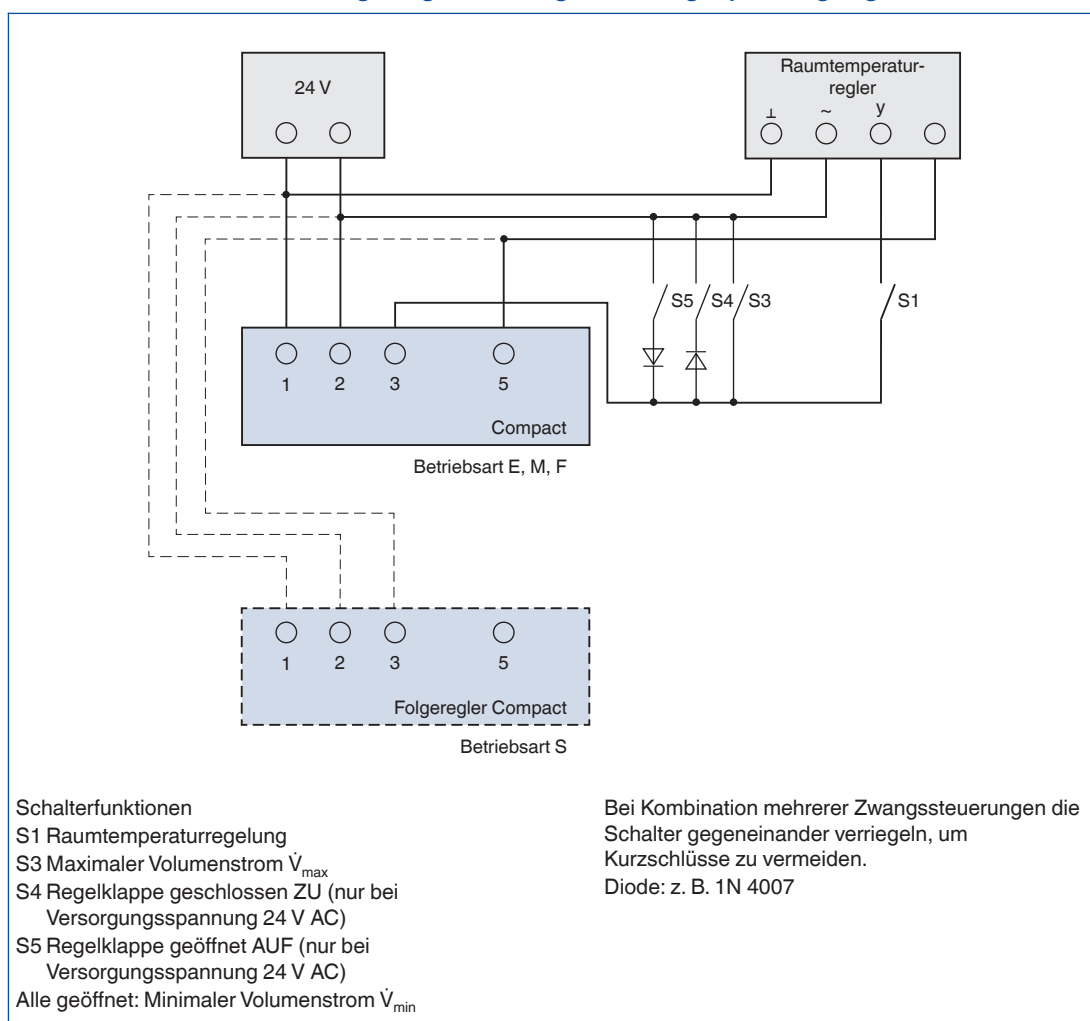 24 V
Raumtemperatur-
regler
⊥ ~ y
S5 S4 S3 S1
1 2 3 5
Compact
Betriebsart E, M, F
1 2 3 5
Folgeregler Compact
Betriebsart S
Schalterfunktionen
S1 Raumtemperaturregelung
S3 Maximaler Volumenstrom V̇max
S4 Regelklappe geschlossen ZU (nur bei
Versorgungsspannung 24 V AC)
S5 Regelklappe geöffnet AUF (nur bei
Versorgungsspannung 24 V AC)
Alle geöffnet: Minimaler Volumenstrom V̇min
Bei Kombination mehrerer Zwangssteuerungen die
Schalter gegeneinander verriegeln, um
Kurzschlüsse zu vermeiden.
Diode: z. B. 1N 4007